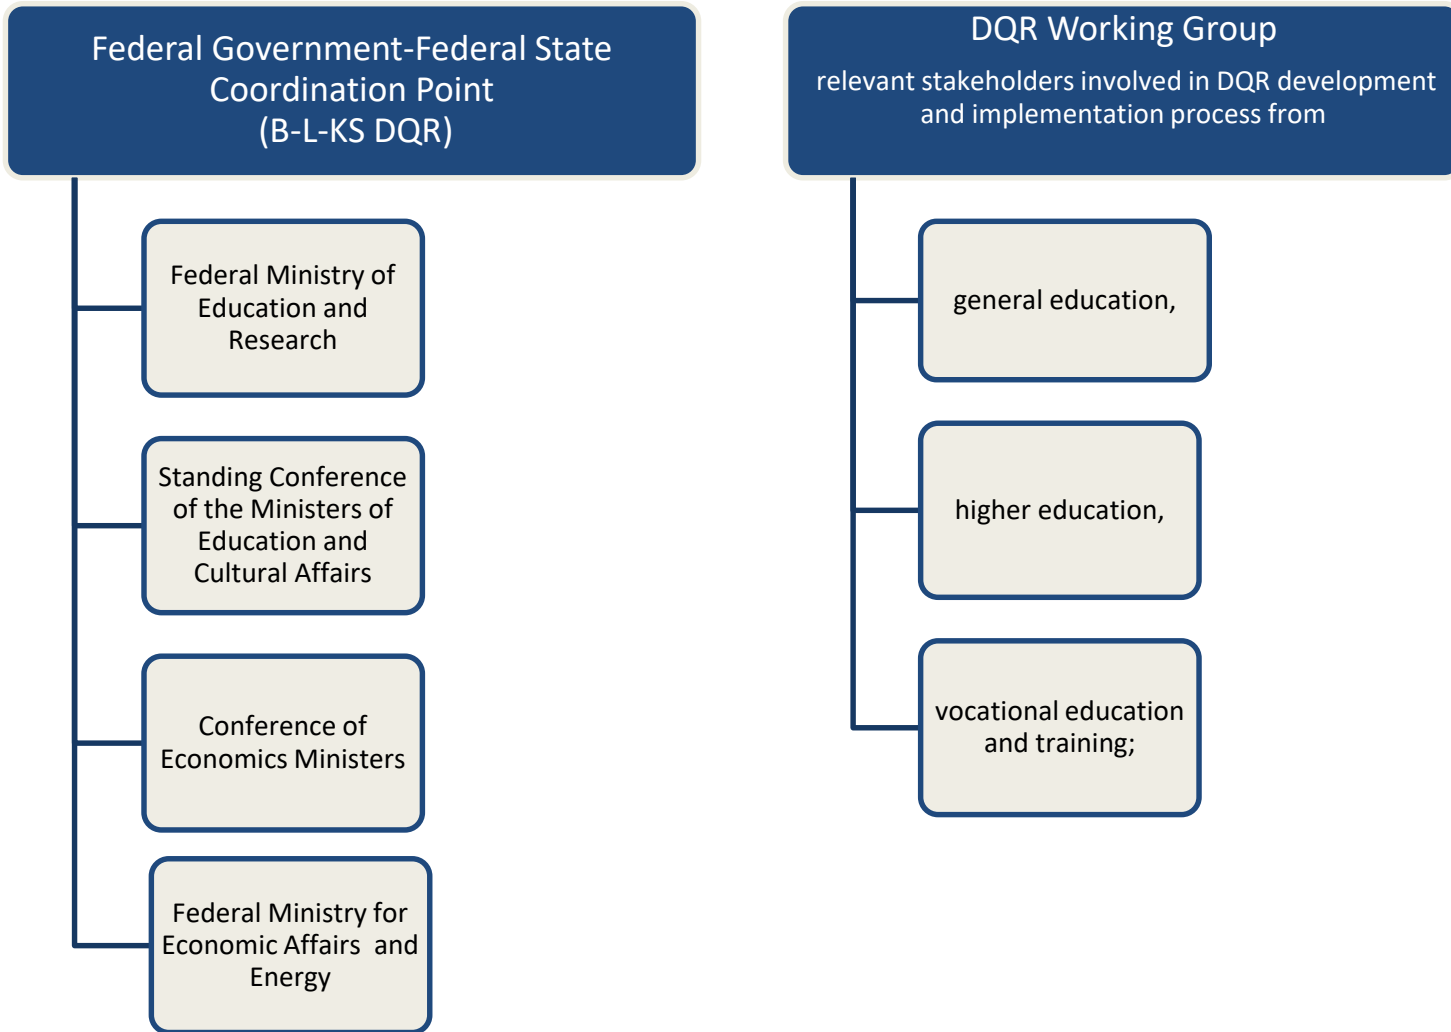 Federal Government-Federal State
Coordination Point
(B-L-KS DQR)
Federal Ministry of
Education and
Research
Standing Conference
of the Ministers of
Education and
Cultural Affairs
Conference of
Economics Ministers
Federal Ministry for
Economic Affairs  and
Energy
DQR Working Group
relevant stakeholders involved in DQR development
and implementation process from
general education,
higher education,
vocational education
and training;